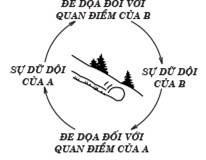 ĐE DỌA ĐỐI VỚI
QUAN ĐIỂM CỦA B
SỰ DỮ DỘI
CỦA A
SỰ DỮ DỘI
CỦA B
ĐE DỌA ĐỐI VỚI
QUAN ĐIỂM CỦA A